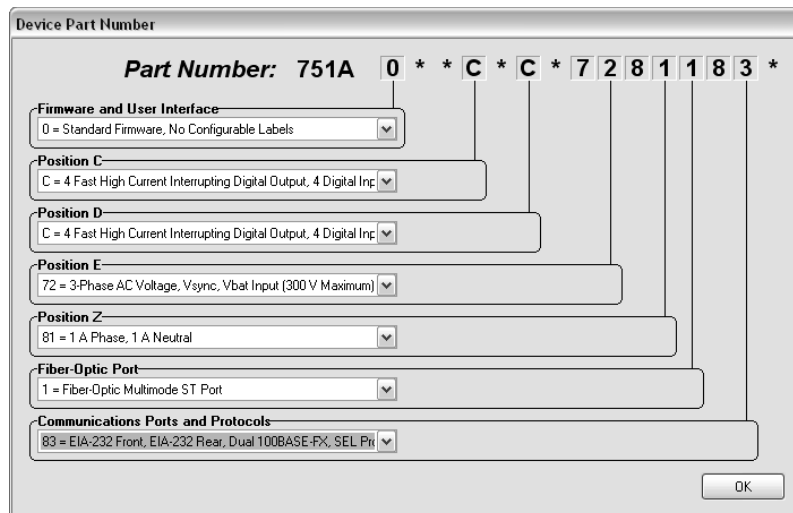 Device Part Number
Part Number: 751A 0 * * C * C * 7 2 8 1 1 8 3 *
Firmware and User Interface
0 = Standard Firmware, No Configurable Labels
Position C
C = 4 Fast High Current Interrupting Digital Output, 4 Digital Inp
Position D
C = 4 Fast High Current Interrupting Digital Output, 4 Digital Inp
Position E
72 = 3-Phase AC Voltage, Vsync, Vbat Input (300 V Maximum)
Position Z
81 = 1 A Phase, 1 A Neutral
Fiber-Optic Port
1 = Fiber-Optic Multimode ST Port
Communications Ports and Protocols
83 = EIA-232 Front, EIA-232 Rear, Dual 100BASE-FX, SEL Pro
OK